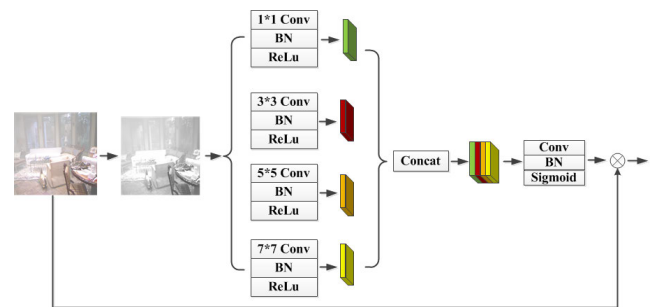 1*1 Conv
BN
ReLu
3*3 Conv
BN
ReLu
5*5 Conv
BN
ReLu
7*7 Conv
BN
ReLu
Concat
Conv
BN
Sigmoid